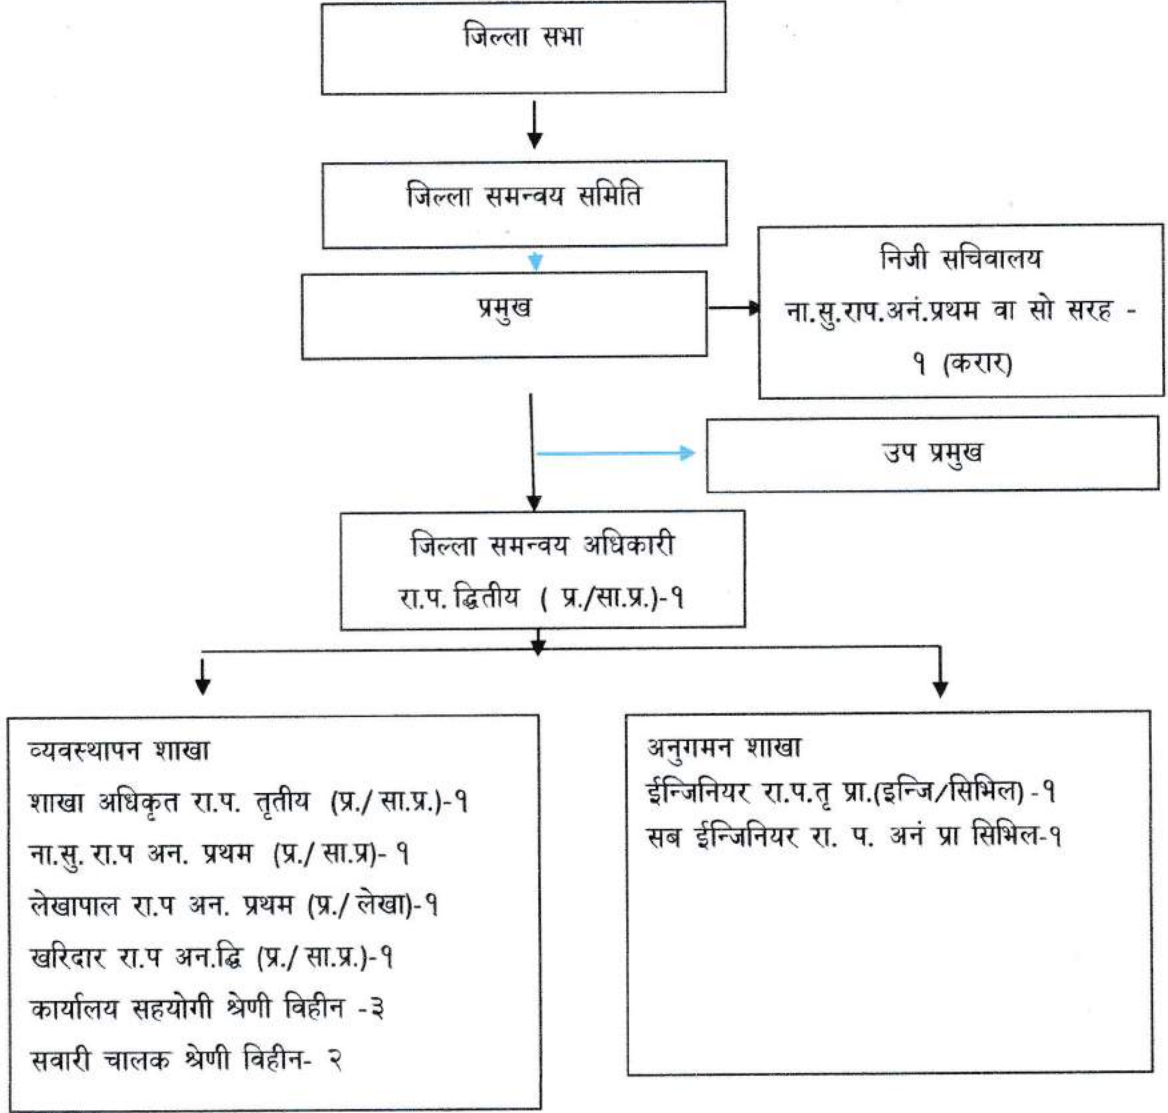 जिल्ला सभा
जिल्ला समन्वय समिति
प्रमुख
निजी सचिवालय
ना.सु.राप.अनं.प्रथम वा सो सरह -
१ (करार)
उप प्रमुख
जिल्ला समन्वय अधिकारी
रा.प.द्धितीय ( प्र./सा.प्र.)-१
व्यवस्थापन शाखा
शाखा अधिकृत रा.प. तृतीय (प्र./ सा.प्र.)-१
ना.सु. रा.प अन. प्रथम (प्र./ सा.प्र)- १
लेखापाल रा.प अन. प्रथम (प्र./ लेखा)-१
खरिदार रा.प अन.द्धि (प्र./ सा.प्र.)-१
कार्यालय सहयोगी श्रेणी विहीन -३
सवारी चालक श्रेणी विहीन- २
अनुगमन शाखा
ईन्जिनियर रा.प.तृ प्रा.(इन्जि/सिभिल) -१
सब ईन्जिनियर रा. प. अनं प्रा सिभिल-१